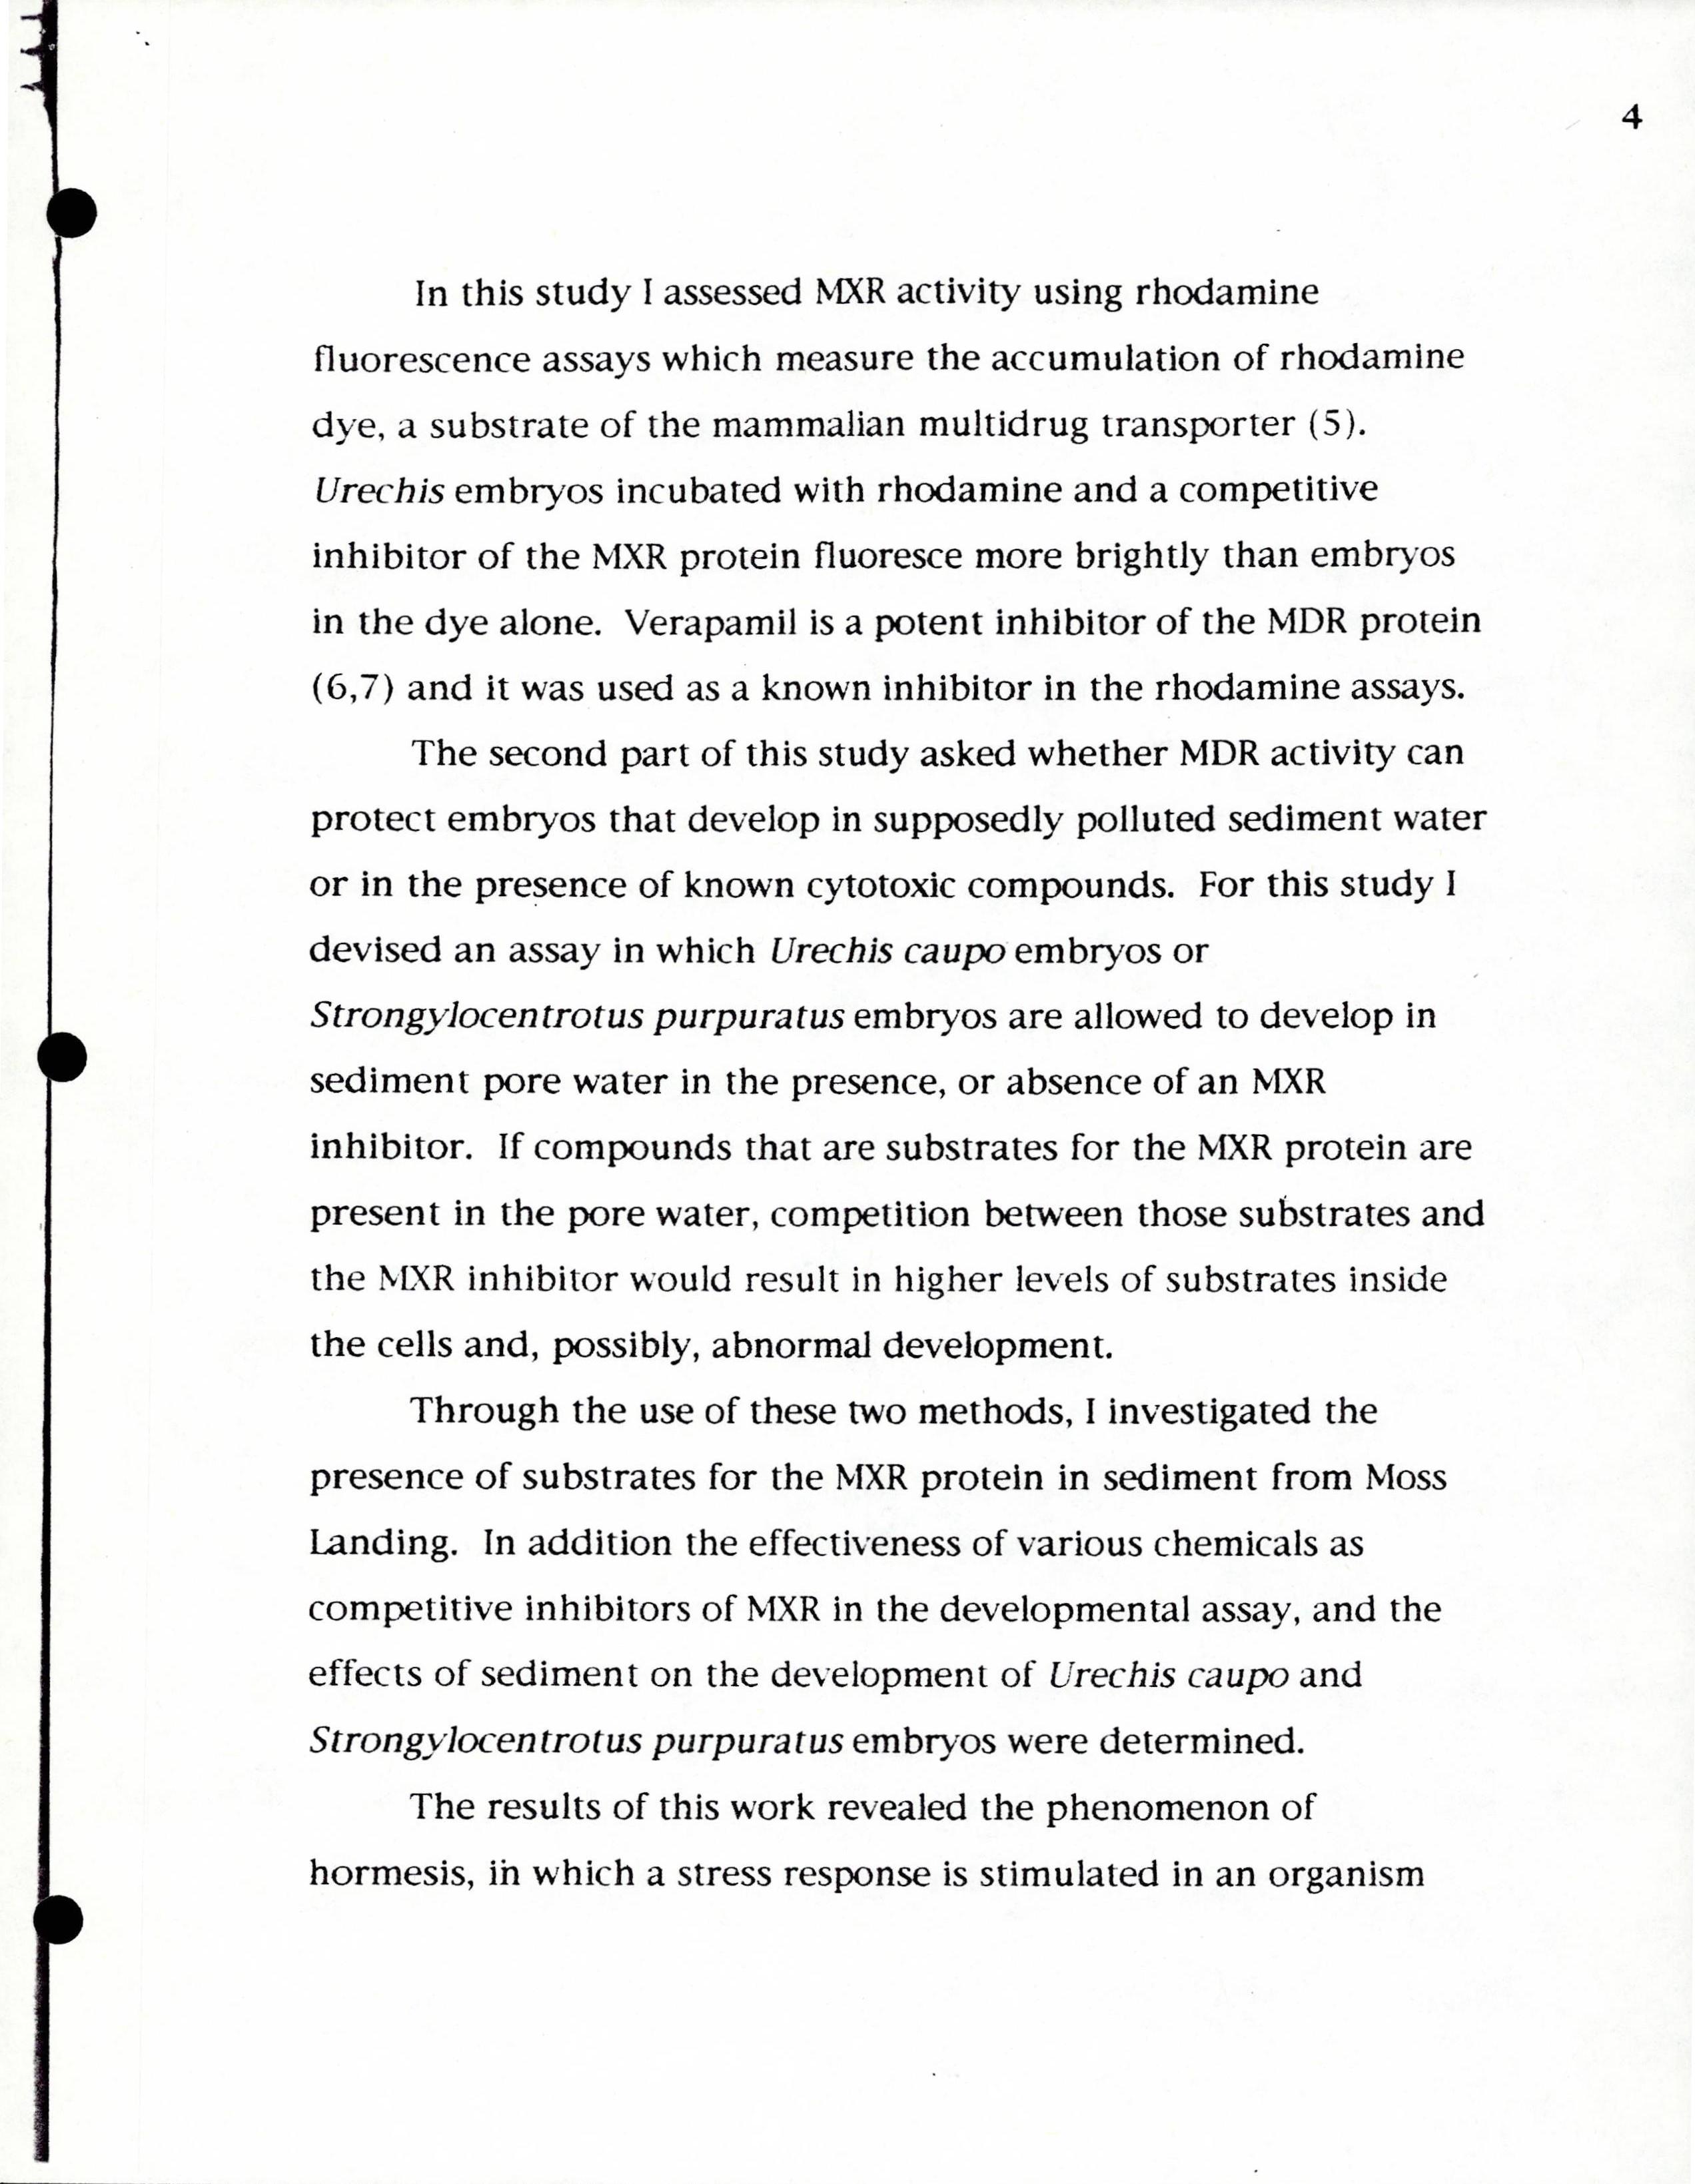 4
In this study I assessed MXR activity using rhodamine
fluorescence assays which measure the accumulation of rhodamine
dye, a substrate of the mammalian multidrug transporter (5).
Urechis embryos incubated with rhodamine and a competitive
inhibitor of the MXR protein fluoresce more brightly than embryos
in the dye alone. Verapamil is a potent inhibitor of the MDR protein
(6,7) and it was used as a known inhibitor in the rhodamine assays.
The second part of this study asked whether MDR activity can
protect embryos that develop in supposedly polluted sediment water
or in the presence of known cytotoxic compounds. For this study I
devised an assay in which Urechis caupo embryos or
Strongylocentrotus purpuratus embryos are allowed to develop in
sediment pore water in the presence, or absence of an MXR
inhibitor. If compounds that are substrates for the MXR protein are
present in the pore water, competition between those substrates and
the MXR inhibitor would result in higher levels of substrates inside
the cells and, possibly, abnormal development.
Through the use of these two methods, I investigated the
presence of substrates for the MXR protein in sediment from Moss
Landing. In addition the effectiveness of various chemicals as
competitive inhibitors of MXR in the developmental assay, and the
effects of sediment on the development of Urechis caupo and
Strongylocentrotus purpuratus embryos were determined.
The results of this work revealed the phenomenon of
hormesis, in which a stress response is stimulated in an organism